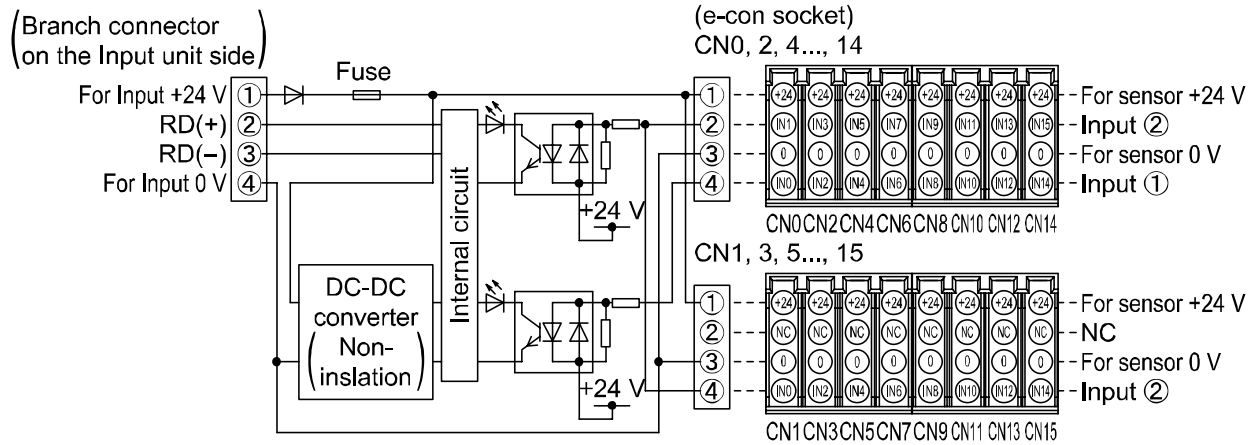 (Branch connector
on the Input unit side)
For Input +24 V ①
RD(+) ②
RD(−) ③
For Input 0 V ④
Fuse
Internal circuit
DC-DC
converter
(Non-
inslation)
+24 V
+24 V
(e-con socket)
CN0, 2, 4..., 14
① +24 +24 +24 +24 +24 +24 +24 +24 For sensor +24 V
② IN1 IN3 IN5 IN7 IN9 IN11 IN13 IN15 Input ②
③ 0 0 0 0 0 0 0 0 For sensor 0 V
④ IN0 IN2 IN4 IN6 IN8 IN10 IN12 IN14 Input ①
CN0 CN2 CN4 CN6 CN8 CN10 CN12 CN14
CN1, 3, 5..., 15
① +24 +24 +24 +24 +24 +24 +24 +24 For sensor +24 V
② NC NC NC NC NC NC NC NC NC
③ 0 0 0 0 0 0 0 0 For sensor 0 V
④ IN0 IN2 IN4 IN6 IN8 IN10 IN12 IN14 Input ②
CN1 CN3 CN5 CN7 CN9 CN11 CN13 CN15